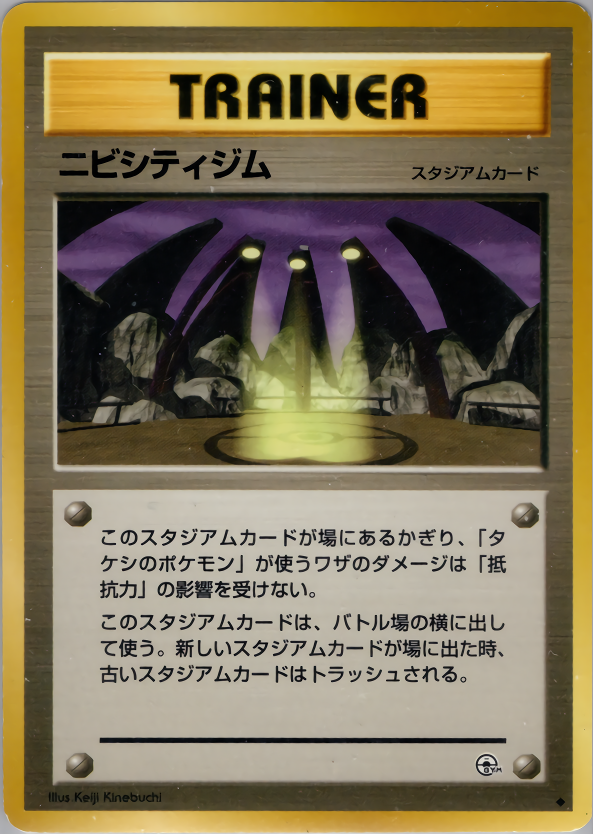 TRAINER
ニビシティジム
スタジアムカード
このスタジアムカードが場にあるかぎり、「タ
ケシのポケモン」が使うワザのダメージは「抵
抗力」の影響を受けない。
このスタジアムカードは、バトル場の横に出し
て使う。新しいスタジアムカードが場に出た時、
古いスタジアムカードはトラッシュされる。
GYM
Illus Keiji Kinebuchi